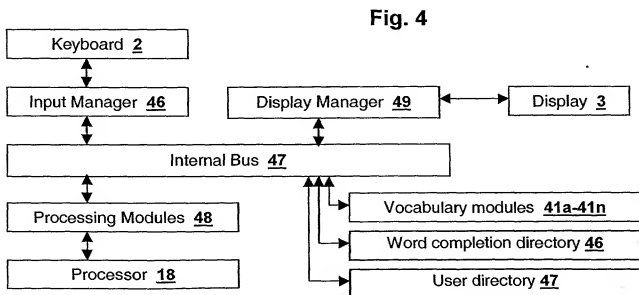 Fig. 4
Keyboard 2
Input Manager 46
Display Manager 49
Display 3
Internal Bus 47
Processing Modules 48
Vocabulary modules 41a-41n
Word completion directory 46
Processor 18
User directory 47